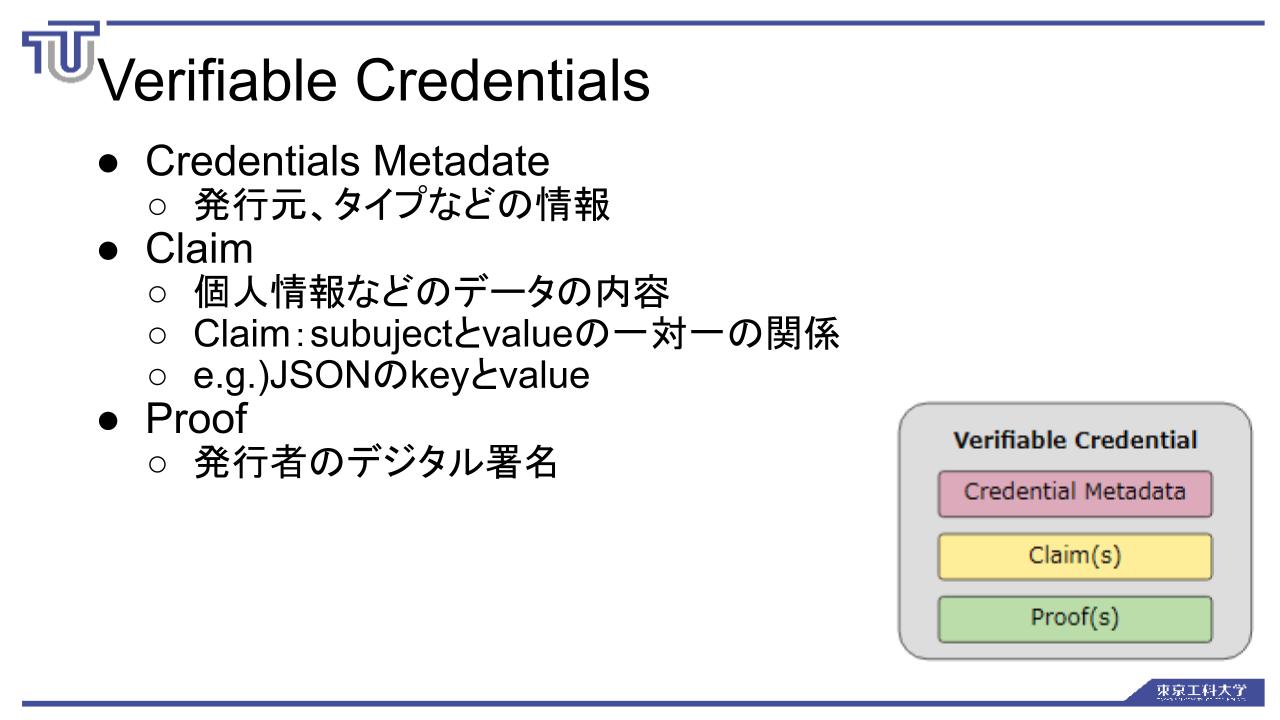 Verifiable Credentials
● Credentials Metadate
○ 発行元、タイプなどの情報
● Claim
○ 個人情報などのデータの内容
○ Claim：subujectとvalueの一対一の関係
○ e.g.)JSONのkeyとvalue
● Proof
○ 発行者のデジタル署名
Verifiable Credential
Credential Metadata
Claim(s)
Proof(s)
東京工科大学